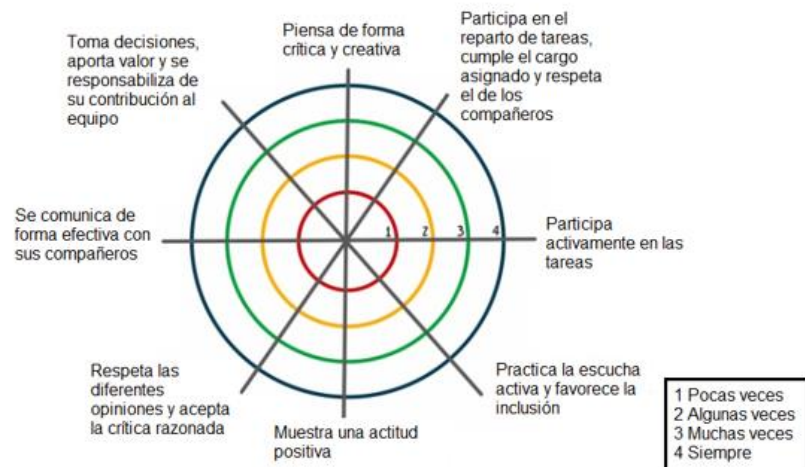 Piensa de forma
crítica y creativa
Participa en el
reparto de tareas,
cumple el cargo
asignado y respeta
el de los
compañeros
Toma decisiones,
aporta valor y se
responsabiliza de
su contribución al
equipo
Se comunica de
forma efectiva con
sus compañeros
1 2 3 4
Participa
activamente en las
tareas
Respeta las
diferentes
opiniones y acepta
la crítica razonada
Muestra una actitud
positiva
Practica la escucha
activa y favorece la
inclusión
1 Pocas veces
2 Algunas veces
3 Muchas veces
4 Siempre